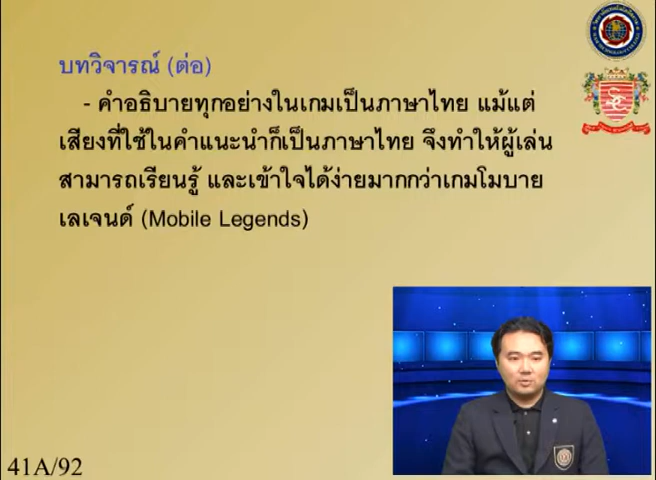 บทวิจารณ์ (ต่อ)
- คำอธิบายทุกอย่างในเกมเป็นภาษาไทย แม้แต่
เสียงที่ใช้ในคำแนะนำก็เป็นภาษาไทย จึงทำให้ผู้เล่น
สามารถเรียนรู้ และเข้าใจได้ง่ายมากกว่าเกมโมบาย
เลเจนด์ (Mobile Legends)
41A/92